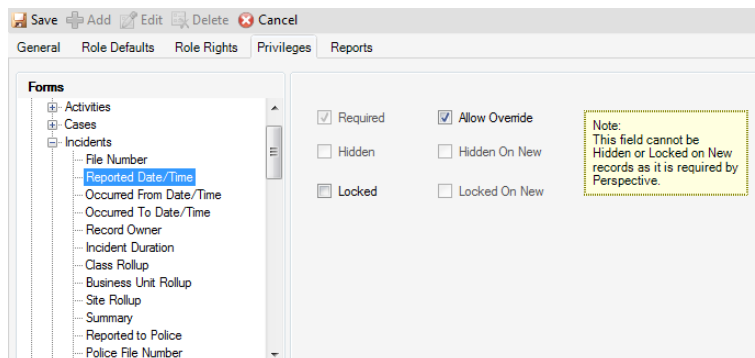 Save Add Edit Delete Cancel
General Role Defaults Role Rights Privileges Reports
Forms
Activities
Cases
Incidents
File Number
Reported Date/Time
Occurred From Date/Time
Occurred To Date/Time
Record Owner
Incident Duration
Class Rollup
Business Unit Rollup
Site Rollup
Summary
Reported to Police
Police File Number
Required Allow Override
Hidden Hidden On New
Locked Locked On New
Note:
This field cannot be
Hidden or Locked on New
records as it is required by
Perspective.